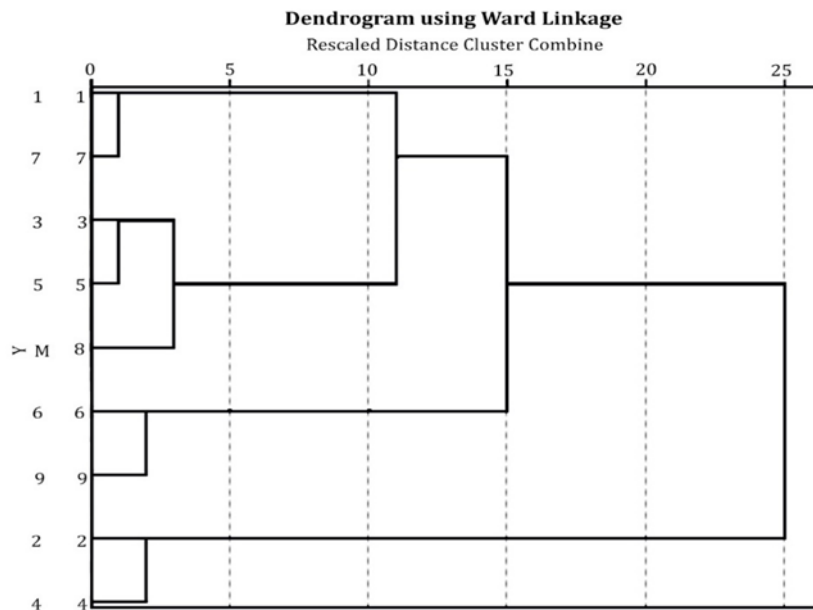 Dendrogram using Ward Linkage
Rescaled Distance Cluster Combine
0 5 10 15 20 25
1 1
7 7
3 3
5 5
Y M 8
6 6
9 9
2 2
4 4